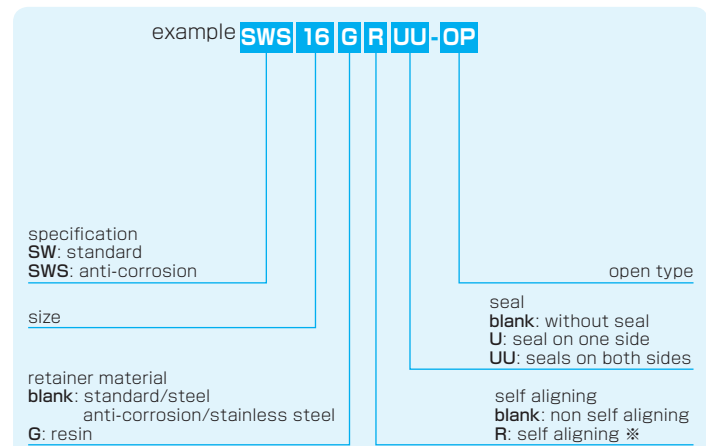 example SWS 16 G R UU-OP
specification
SW: standard
SWS: anti-corrosion
size
retainer material
blank: standard/steel
anti-corrosion/stainless steel
G: resin
open type
seal
blank: without seal
U: seal on one side
UU: seals on both sides
self aligning
blank: non self aligning
R: self aligning ※